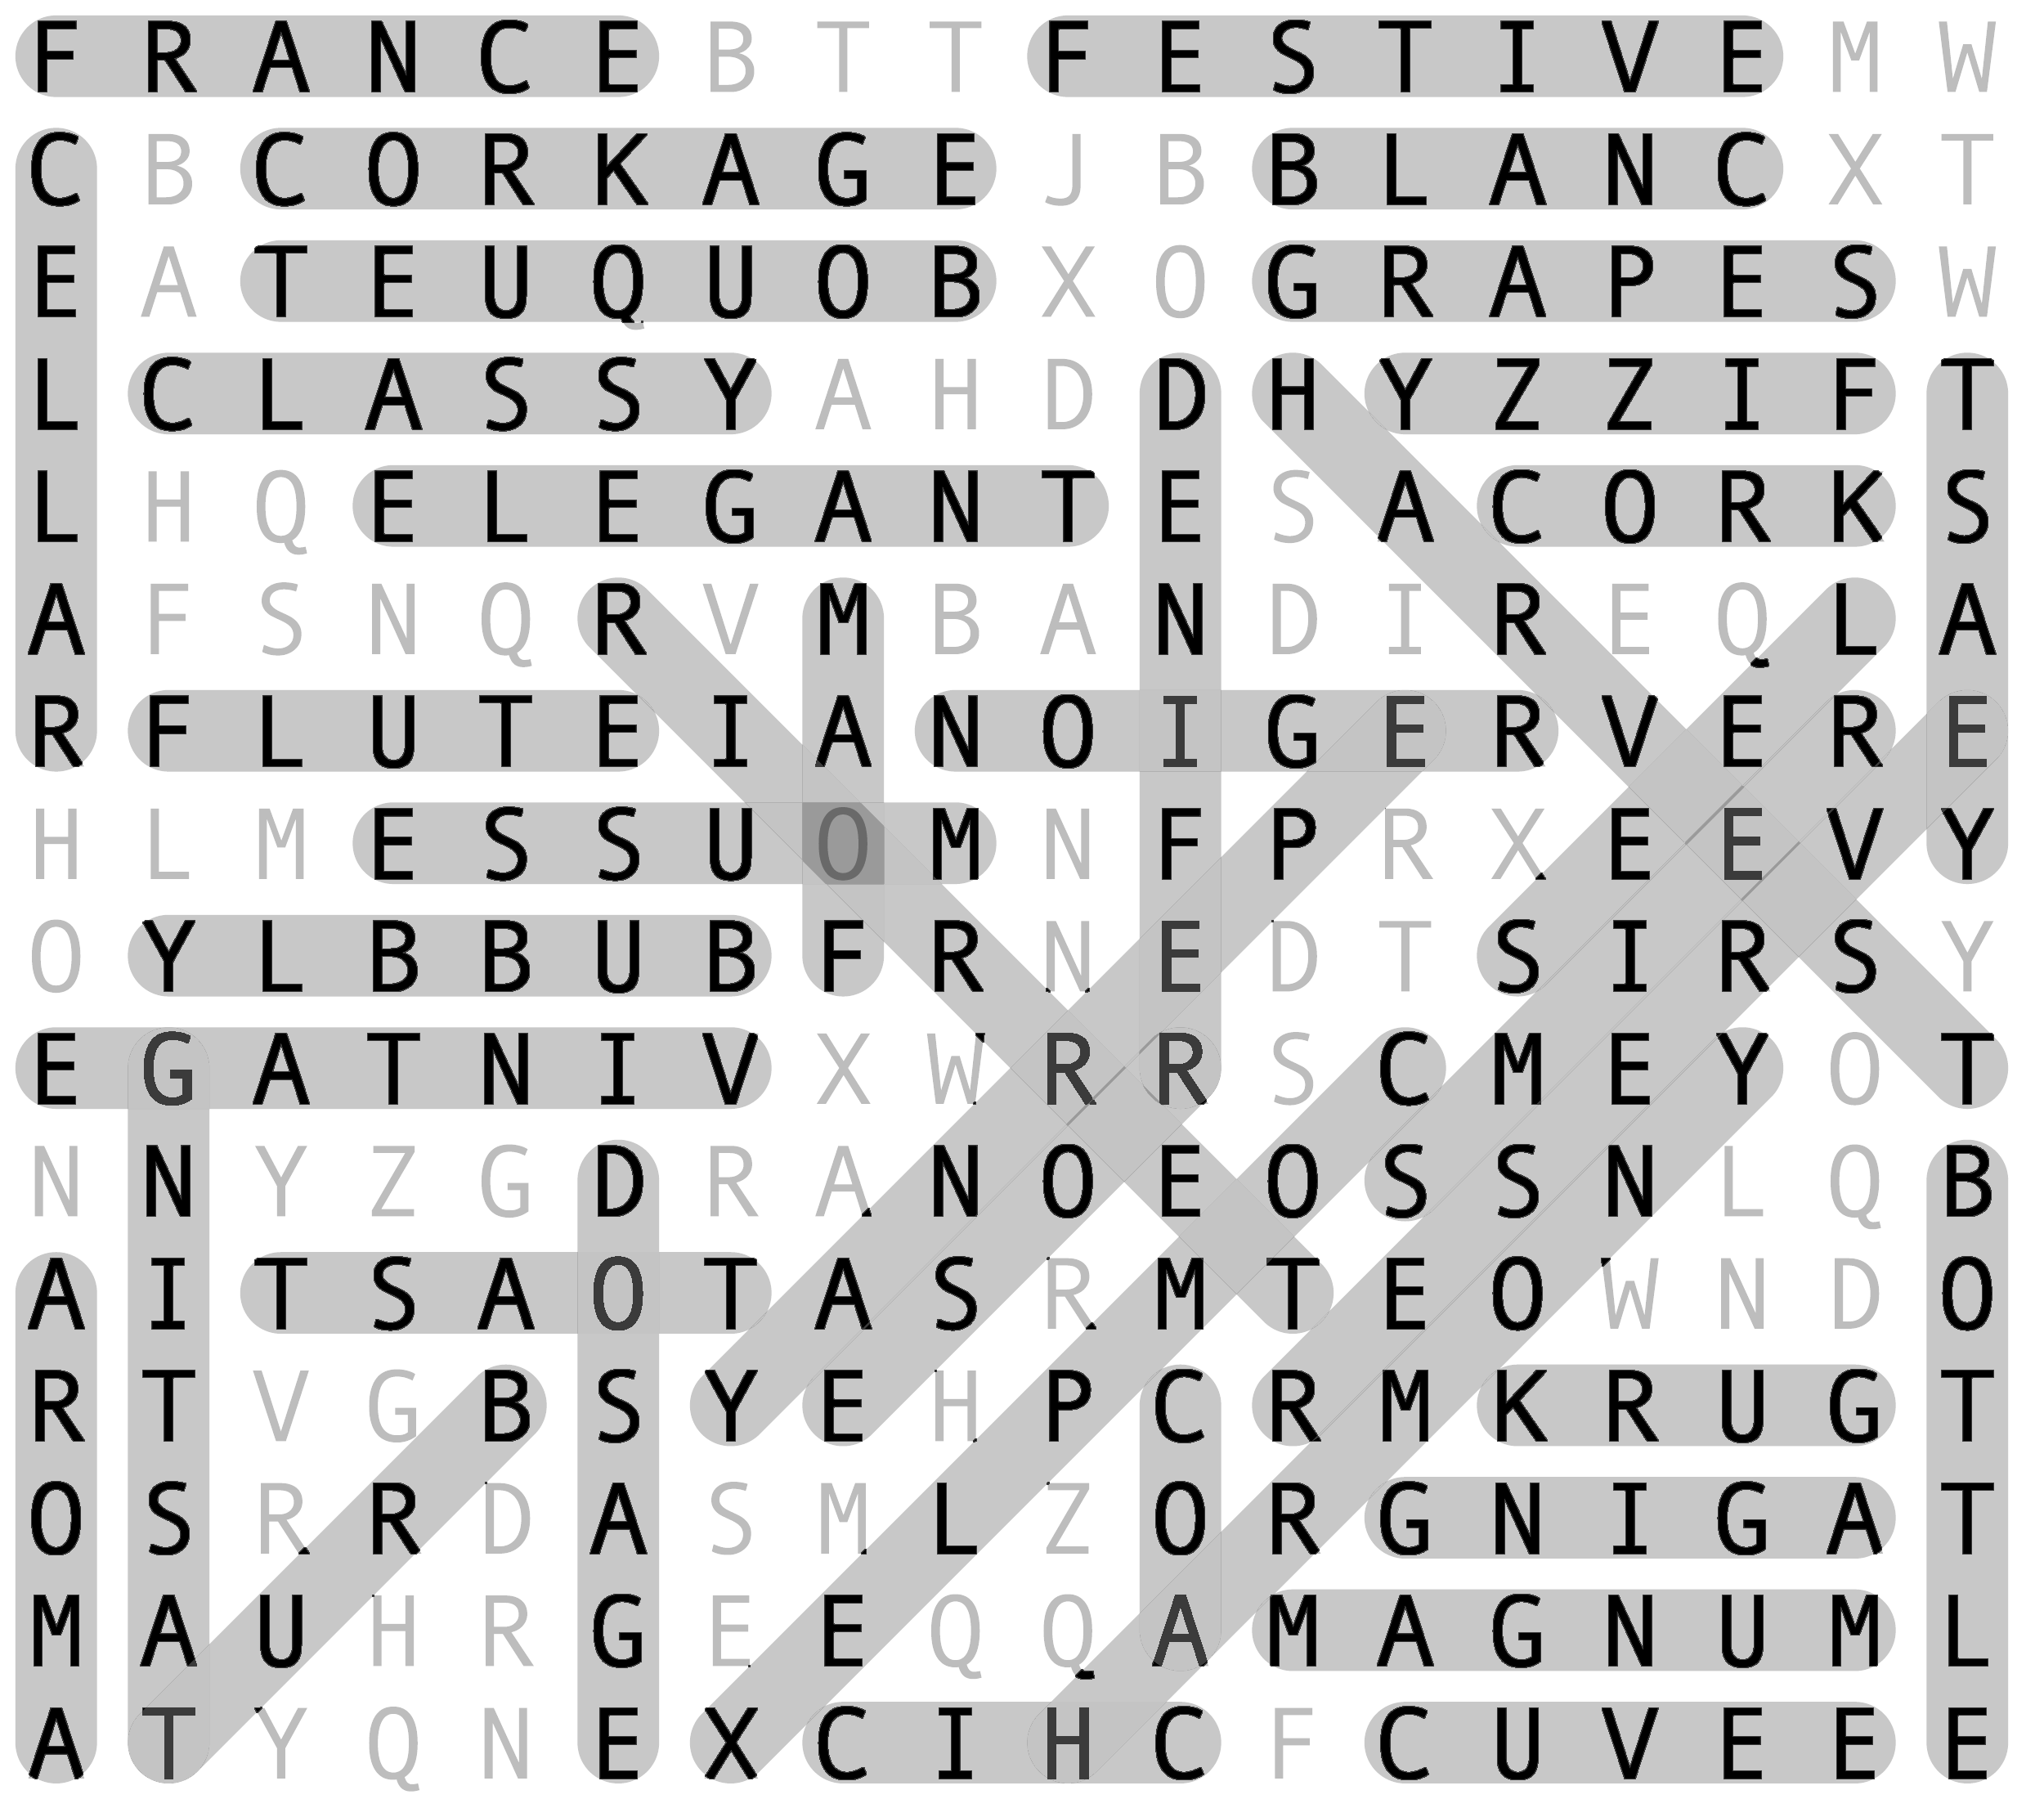 F R A N C E B T T F E S T I V E M W
C B C O R K A G E J B B L A N C X T
E A T E U Q U O B X O G R A P E S W
L C L A S S Y A H D D H Y Z Z I F T
L H Q E L E G A N T E S A C O R K S
A F S N Q R V M B A N D I R E Q L A
R F L U T E I A N O I G E R V E R E
H L M E S S U O M N F P R X E E V Y
O Y L B B U B F R N E D T S I R S Y
E G A T N I V X W R R S C M E Y O T
N N Y Z G D R A N O E O S S N L Q B
A I T S A O T A S R M T E O W N D O
R T V G B S Y E H P C R M K R U G T
O S R R D A S M L Z O R G N I G A T
M A U H R G E E Q Q A M A G N U M L
A T Y Q N E X C I H C F C U V E E E